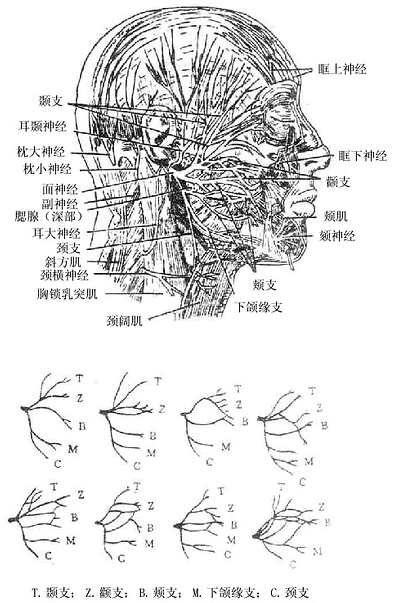 颞支
耳颞神经
枕大神经
枕小神经
面神经
副神经
腮腺（深部）
耳大神经
颈支
斜方肌
颈横神经
胸锁乳突肌
颈阔肌
眶上神经
眶下神经
颧支
颊肌
颏神经
颊支
下颌缘支
T Z B M C
T Z B M C
T Z B M C
T Z B M C
T Z B M C
T Z B M C
T Z B M C
T Z B M C
T. 颞支； Z. 颧支； B. 颊支； M. 下颌缘支； C. 颈支